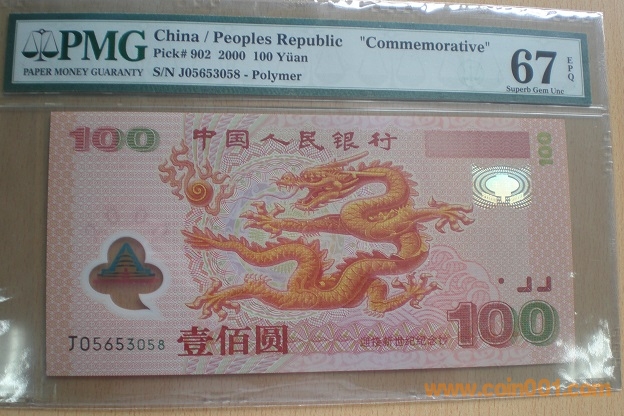 PMG
PAPER MONEY GUARANTY
China / Peoples Republic "Commemorative"
Pick# 902 2000 100 Yüan
S/N J05653058 - Polymer
67 EPQ
Superb Gem Unc
100
中国人民银行
100
J05653058
壹佰圆
迎接新世纪纪念钞
100
www.coin001.com